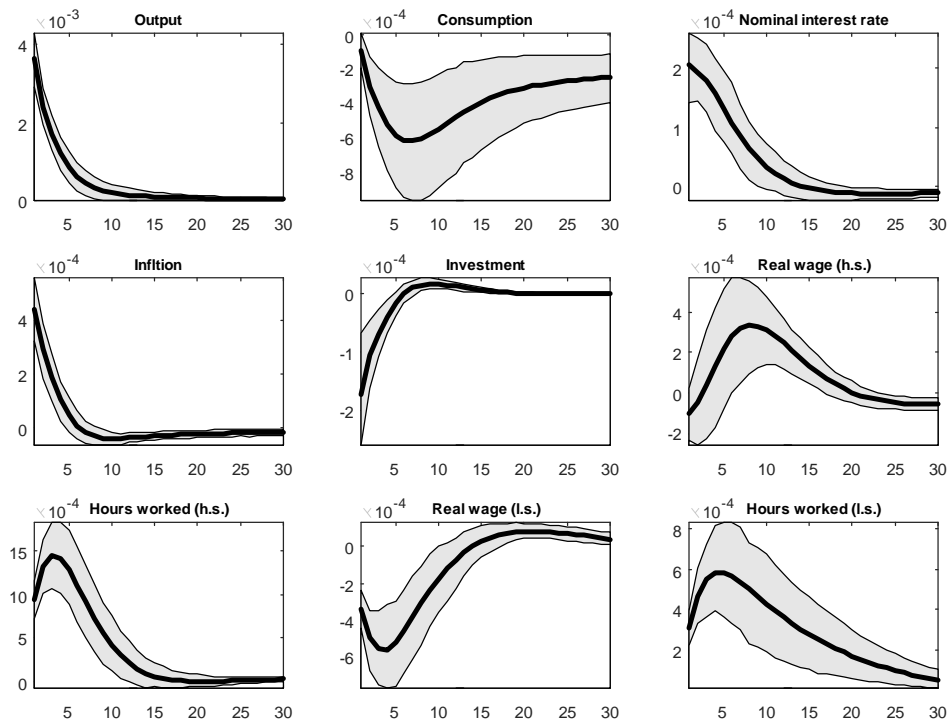 Output
×10-3
4
2
0
5 10 15 20 25 30
Consumption
×10-4
0
-2
-4
-6
-8
5 10 15 20 25 30
Nominal interest rate
×10-4
2
1
0
5 10 15 20 25 30
Infltion
×10-4
4
2
0
5 10 15 20 25 30
Investment
×10-4
0
-1
-2
5 10 15 20 25 30
Real wage (h.s.)
×10-4
4
2
0
-2
5 10 15 20 25 30
Hours worked (h.s.)
×10-4
15
10
5
0
5 10 15 20 25 30
Real wage (l.s.)
×10-4
0
-2
-4
-6
5 10 15 20 25 30
Hours worked (l.s.)
×10-4
8
6
4
2
5 10 15 20 25 30